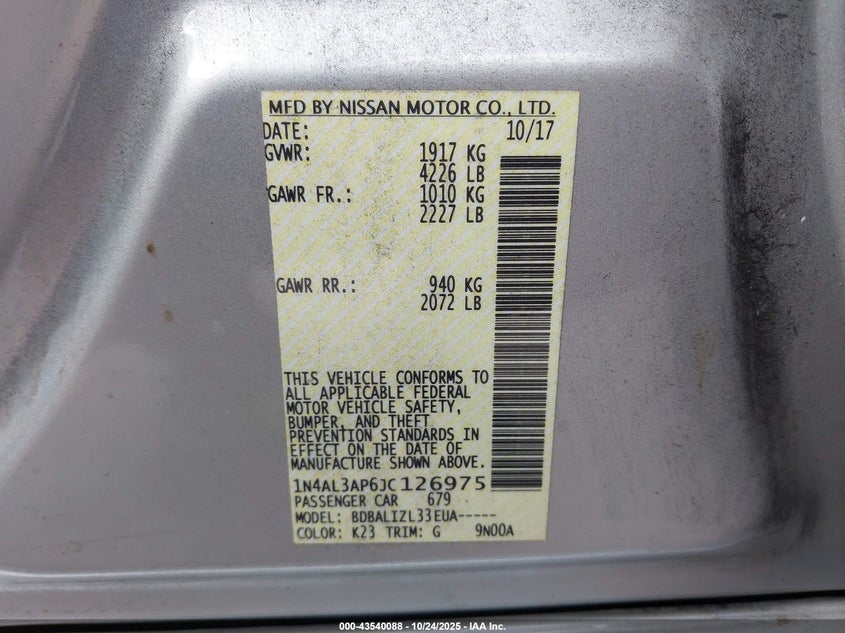 MFD BY NISSAN MOTOR CO., LTD.
DATE: 10/17
GVWR: 1917 KG
4226 LB
GAWR FR.: 1010 KG
2227 LB
GAWR RR.: 940 KG
2072 LB
THIS VEHICLE CONFORMS TO
ALL APPLICABLE FEDERAL
MOTOR VEHICLE SAFETY,
BUMPER, AND THEFT
PREVENTION STANDARDS IN
EFFECT ON THE DATE OF
MANUFACTURE SHOWN ABOVE.
1N4AL3AP6JC126975
PASSENGER CAR 679
MODEL: BDBALIZL33EUA-----
COLOR: K23 TRIM: G 9N00A
000-43540088 - 10/24/2025 - IAA Inc.